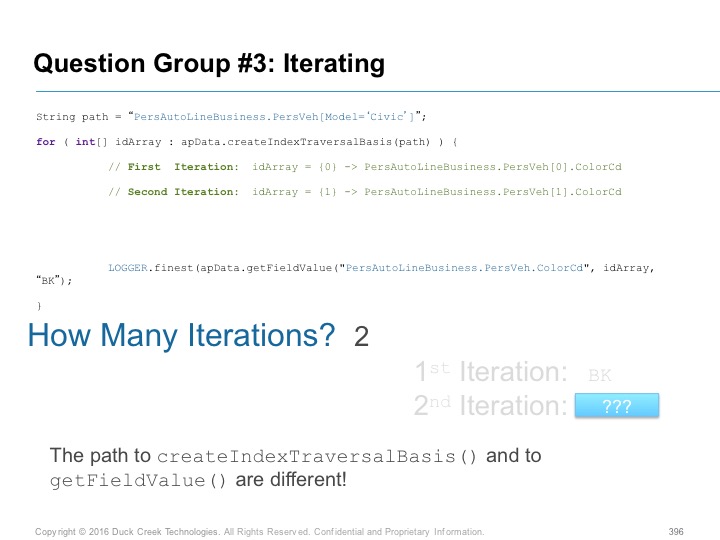 Question Group #3: Iterating
String path = “PersAutoLineBusiness.PersVeh[Model=‘Civic’]”;
for ( int[] idArray : apData.createIndexTraversalBasis(path) ) {
// First  Iteration:  idArray = {0} -> PersAutoLineBusiness.PersVeh[0].ColorCd
// Second Iteration:  idArray = {1} -> PersAutoLineBusiness.PersVeh[1].ColorCd
LOGGER.finest(apData.getFieldValue("PersAutoLineBusiness.PersVeh.ColorCd", idArray,
“BK”);
}
How Many Iterations? 2
1st Iteration: BK
2nd Iteration: ???
The path to createIndexTraversalBasis() and to
getFieldValue() are different!
Copyright © 2016 Duck Creek Technologies. All Rights Reserved. Confidential and Proprietary Information. 396